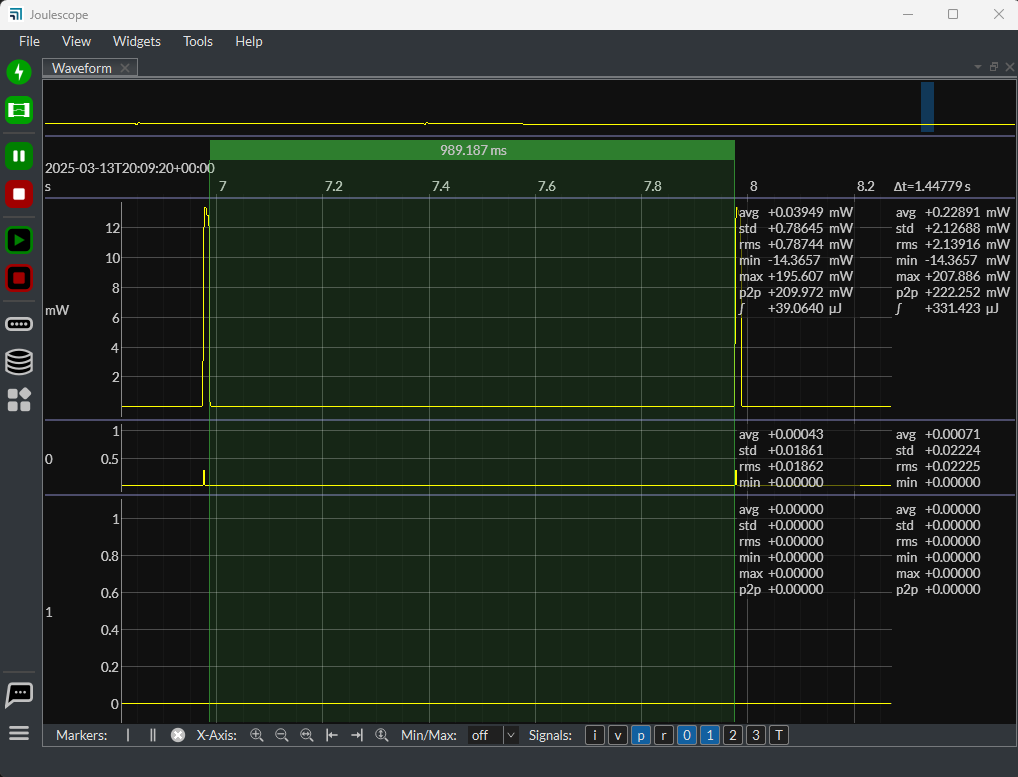 Joulescope
File View Widgets Tools Help
Waveform
989.187 ms
2025-03-13T20:09:20+00:00
s 7 7.2 7.4 7.6 7.8 8 8.2 Δt=1.44779 s
mW
12
10
8
6
4
2
avg +0.03949 mW
std +0.78645 mW
rms +0.78744 mW
min -14.3657 mW
max +195.607 mW
p2p +209.972 mW
∫ +39.0640 µJ
avg +0.22891 mW
std +2.12688 mW
rms +2.13916 mW
min -14.3657 mW
max +207.886 mW
p2p +222.252 mW
∫ +331.423 µJ
0
1
0.5
avg +0.00043
std +0.01861
rms +0.01862
min +0.00000
avg +0.00071
std +0.02224
rms +0.02225
min +0.00000
1
1
0.8
0.6
0.4
0.2
0
avg +0.00000
std +0.00000
rms +0.00000
min +0.00000
max +0.00000
p2p +0.00000
avg +0.00000
std +0.00000
rms +0.00000
min +0.00000
max +0.00000
p2p +0.00000
Markers: X-Axis: Min/Max: off Signals: i v p r 0 1 2 3 T